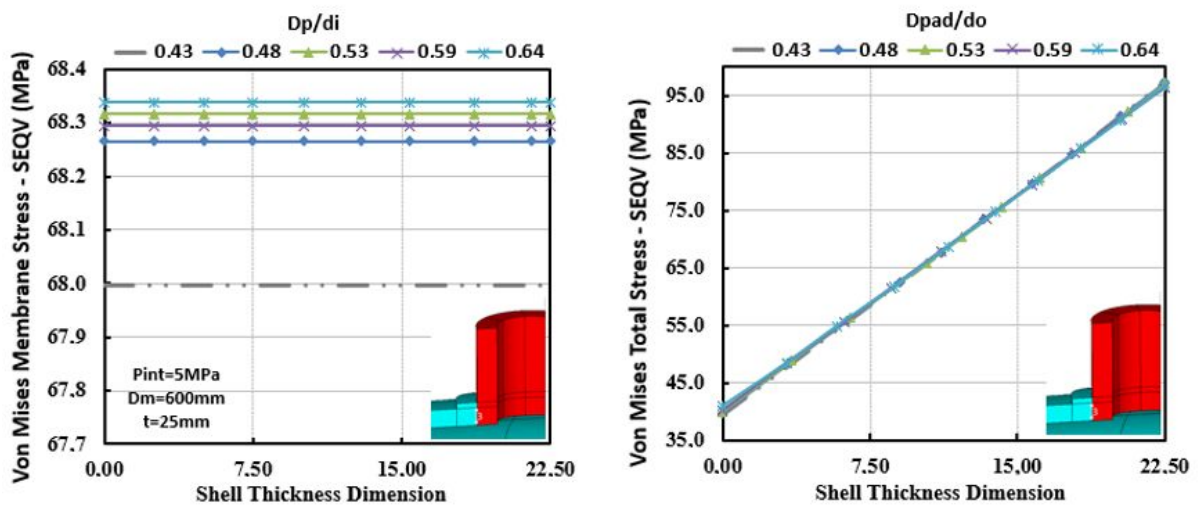 Dp/di
0.43 0.48 0.53 0.59 0.64
Von Mises Membrane Stress - SEQV (MPa)
68.4
68.3
68.2
68.1
68.0
67.9
67.8
67.7
Pint=5MPa
Dm=600mm
t=25mm
0.00 7.50 15.00 22.50
Shell Thickness Dimension
Dpad/do
0.43 0.48 0.53 0.59 0.64
Von Mises Total Stress - SEQV (MPa)
95.0
85.0
75.0
65.0
55.0
45.0
35.0
0.00 7.50 15.00 22.50
Shell Thickness Dimension